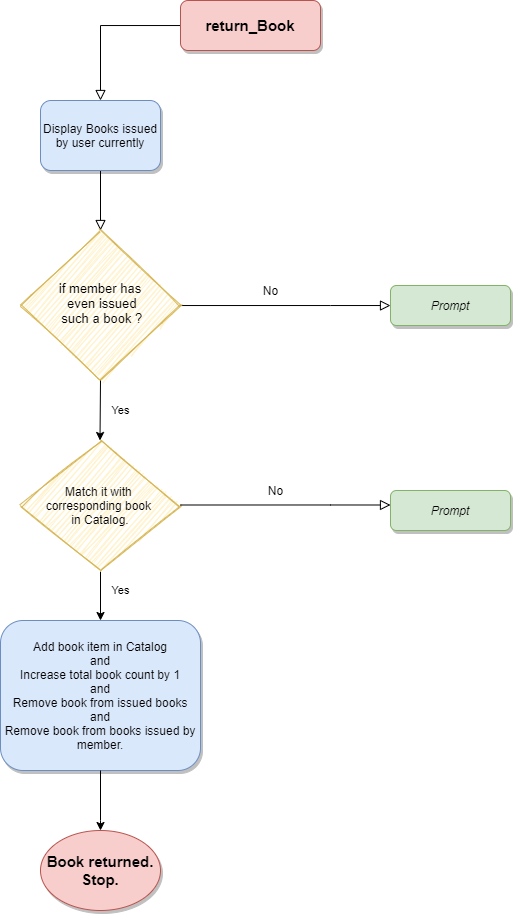 return_Book
Display Books issued
by user currently
if member has
even issued
such a book ?
No
Prompt
Yes
Match it with
corresponding book
in Catalog.
No
Prompt
Yes
Add book item in Catalog
and
Increase total book count by 1
and
Remove book from issued books
and
Remove book from books issued by
member.
Book returned.
Stop.